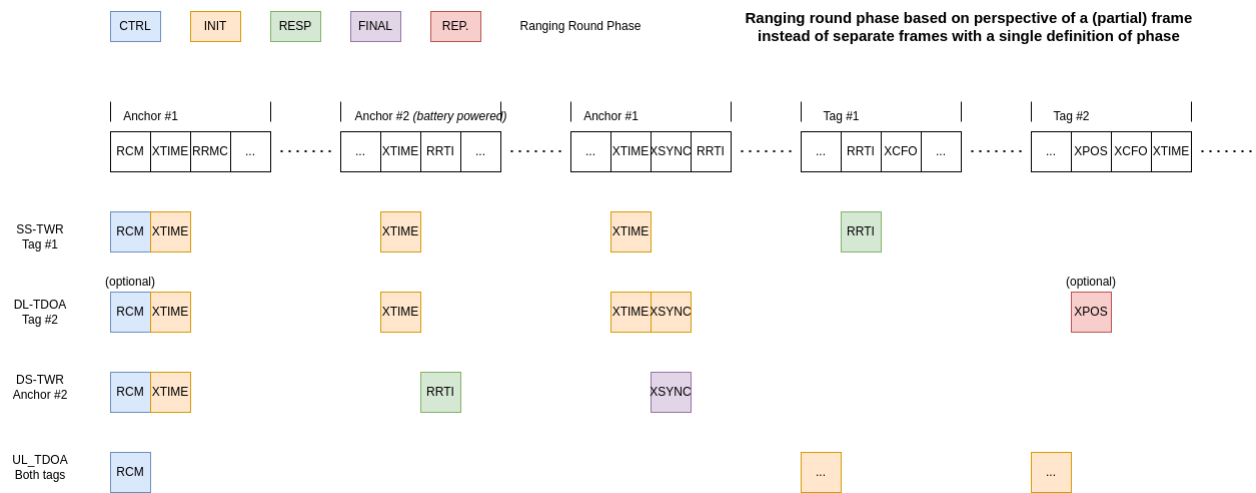 CTRL INIT RESP FINAL REP. Ranging Round Phase
Ranging round phase based on perspective of a (partial) frame
instead of separate frames with a single definition of phase
Anchor #1 Anchor #2 (battery powered) Anchor #1 Tag #1 Tag #2
RCM XTIME RRMC ... ... XTIME RRTI ... ... XTIME XSYNC RRTI ... RRTI XCFO ... ... XPOS XCFO XTIME
SS-TWR
Tag #1
RCM XTIME XTIME XTIME RRTI
(optional) (optional)
DL-TDOA
Tag #2
RCM XTIME XTIME XTIME XSYNC XPOS
DS-TWR
Anchor #2
RCM XTIME RRTI XSYNC
UL_TDOA
Both tags
RCM ... ...